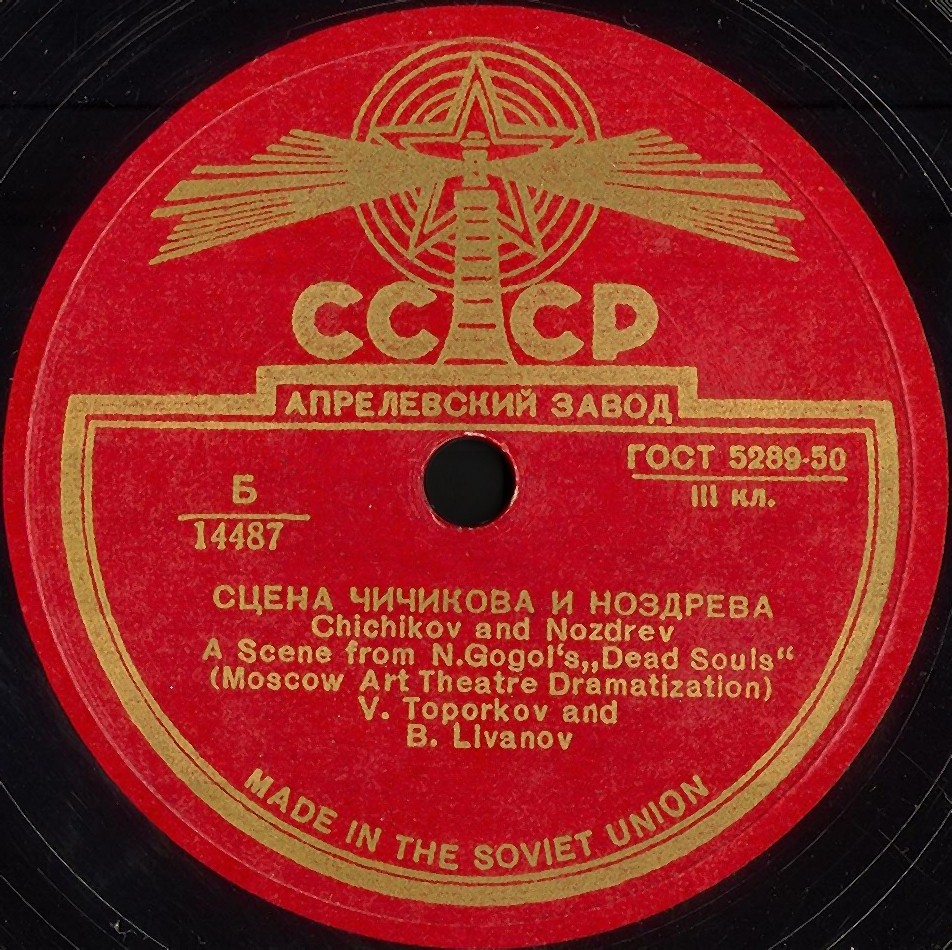 СССР
АПРЕЛЕВСКИЙ ЗАВОД
ГОСТ 5289-50
III кл.
Б
14487
СЦЕНА ЧИЧИКОВА И НОЗДРЕВА
Chichikov and Nozdrev
A Scene from N.Gogol‘s„Dead Souls“
(Moscow Art Theatre Dramatization)
V. Toporkov and
B. Livanov
MADE IN THE SOVIET UNION